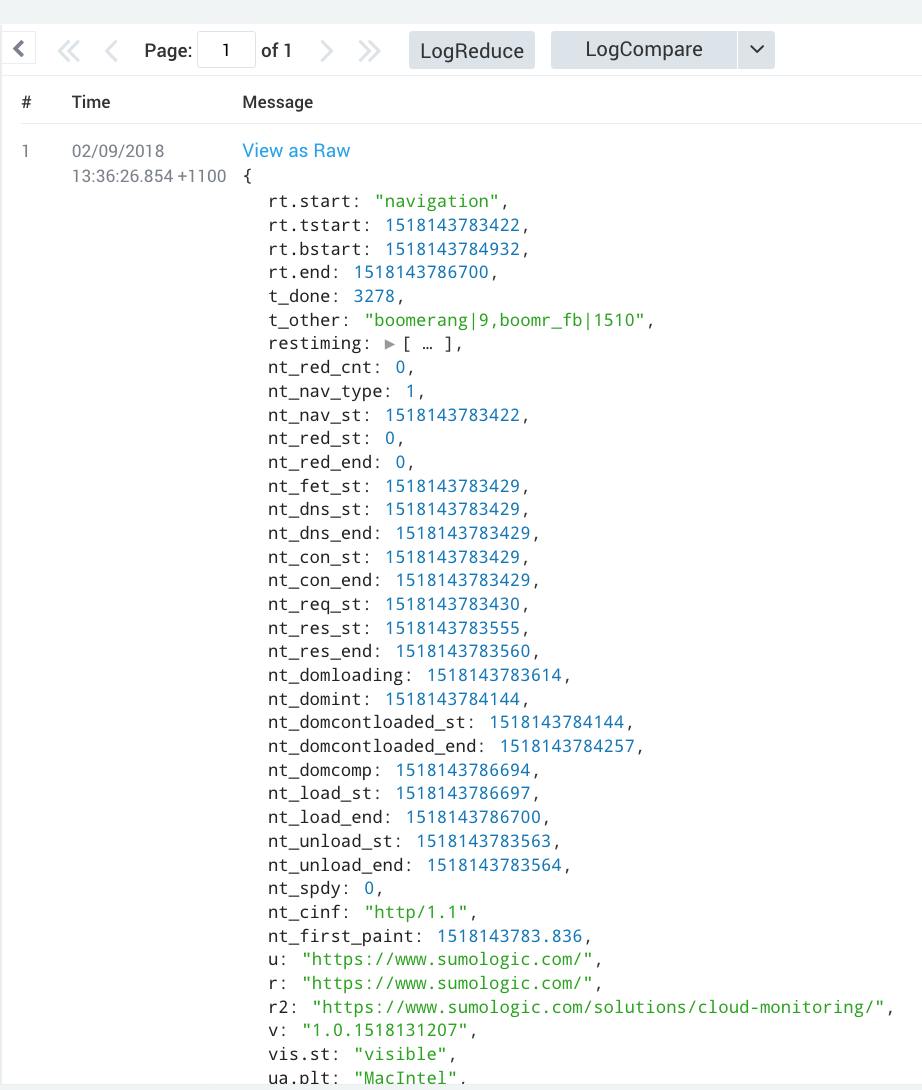 Page: 1 of 1 LogReduce LogCompare
# Time Message
1 02/09/2018 View as Raw
13:36:26.854 +1100 {
rt.start: "navigation",
rt.tstart: 1518143783422,
rt.bstart: 1518143784932,
rt.end: 1518143786700,
t_done: 3278,
t_other: "boomerang|9,boomr_fb|1510",
restiming: ▶ [ … ],
nt_red_cnt: 0,
nt_nav_type: 1,
nt_nav_st: 1518143783422,
nt_red_st: 0,
nt_red_end: 0,
nt_fet_st: 1518143783429,
nt_dns_st: 1518143783429,
nt_dns_end: 1518143783429,
nt_con_st: 1518143783429,
nt_con_end: 1518143783429,
nt_req_st: 1518143783430,
nt_res_st: 1518143783555,
nt_res_end: 1518143783560,
nt_domloading: 1518143783614,
nt_domint: 1518143784144,
nt_domcontloaded_st: 1518143784144,
nt_domcontloaded_end: 1518143784257,
nt_domcomp: 1518143786694,
nt_load_st: 1518143786697,
nt_load_end: 1518143786700,
nt_unload_st: 1518143783563,
nt_unload_end: 1518143783564,
nt_spdy: 0,
nt_cinf: "http/1.1",
nt_first_paint: 1518143783.836,
u: "https://www.sumologic.com/",
r: "https://www.sumologic.com/",
r2: "https://www.sumologic.com/solutions/cloud-monitoring/",
v: "1.0.1518131207",
vis.st: "visible",
ua.plt: "MacIntel",